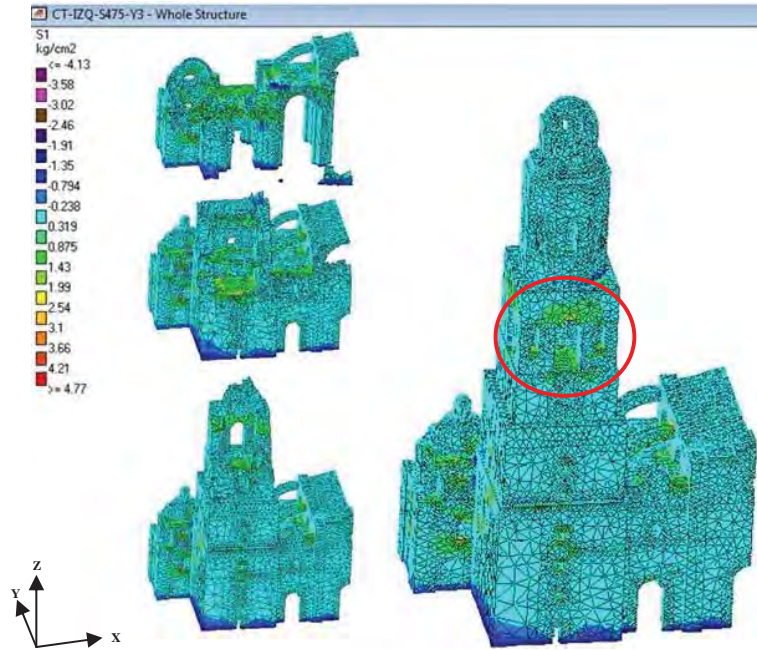 CT-IZQ-S475-Y3 - Whole Structure
S1
kg/cm2
<= -4.13
-3.58
-3.02
-2.46
-1.91
-1.35
-0.794
-0.238
0.319
0.875
1.43
1.99
2.54
3.1
3.66
4.21
>= 4.77
Z
Y
X